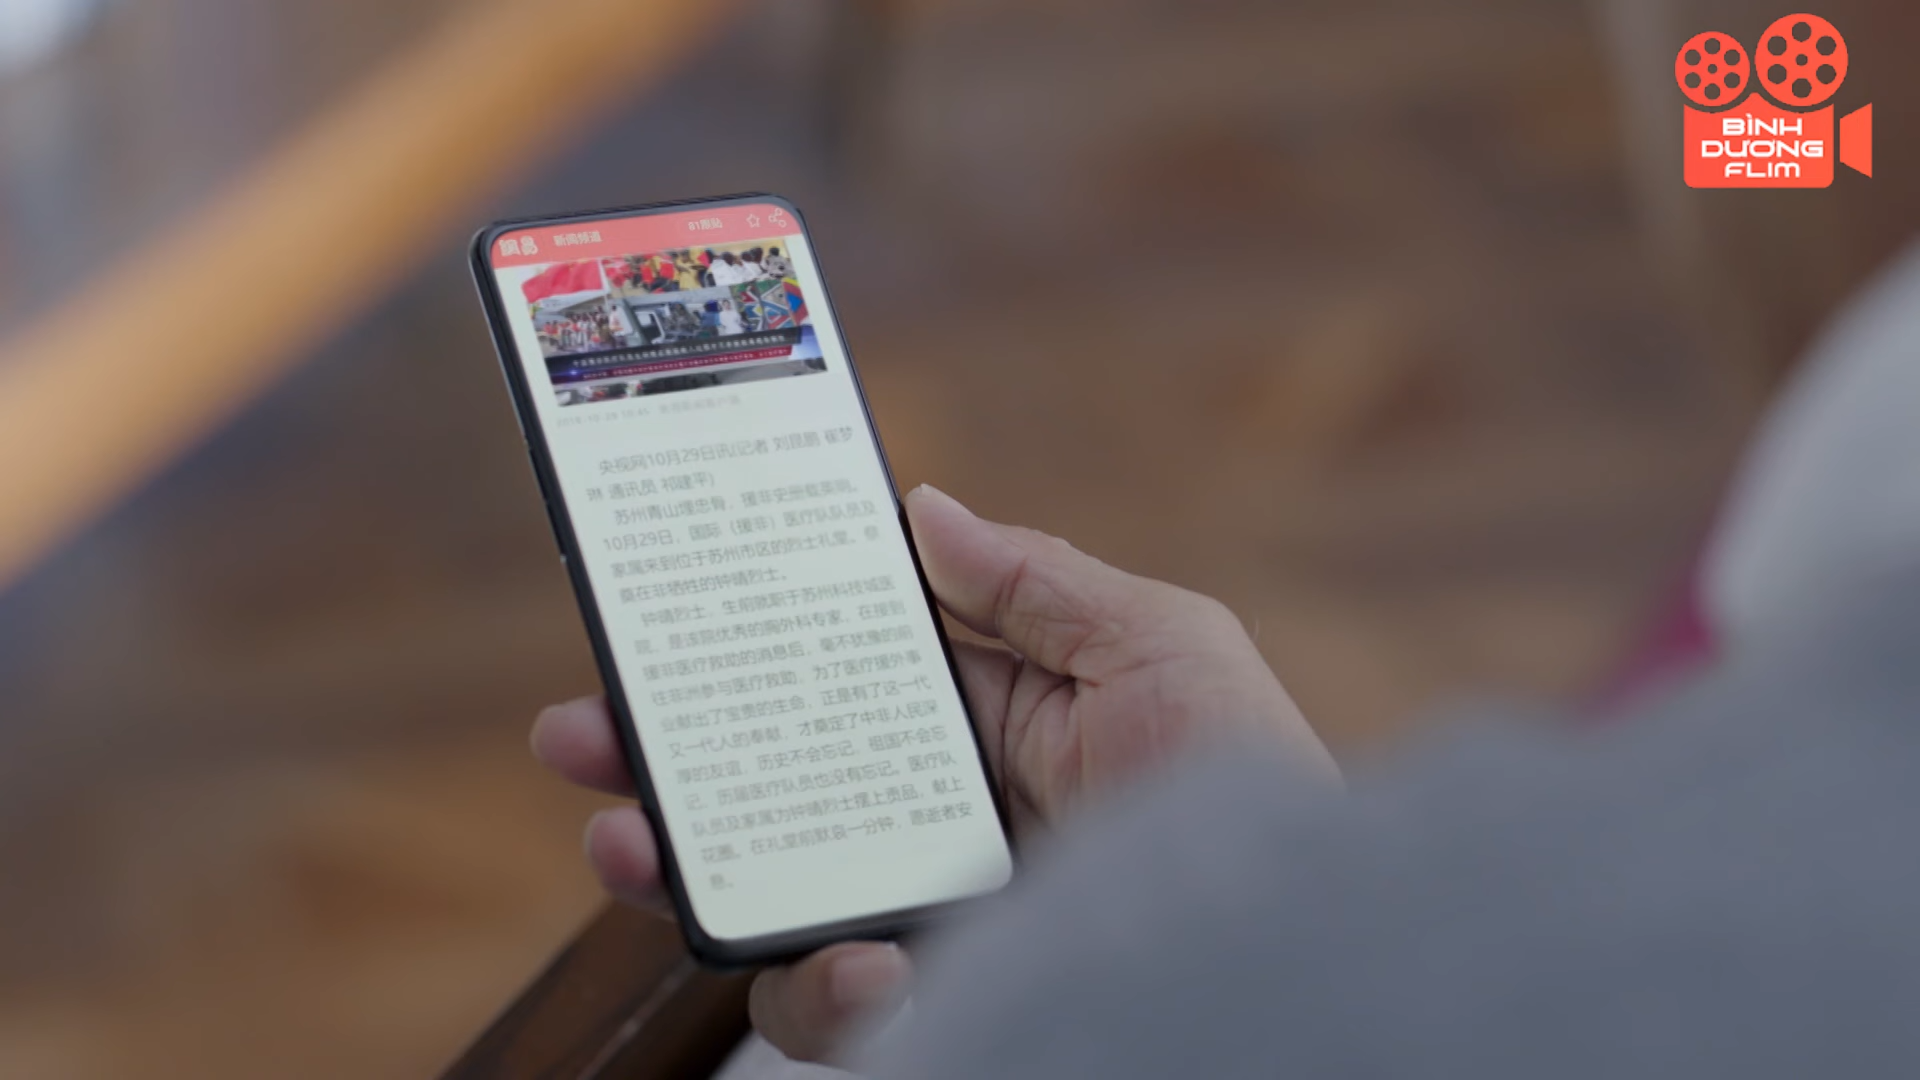 BÌNH
DƯƠNG
FLIM
網易 新闻频道 81跟贴
央视网10月29日讯(记者 刘昆鹏 崔梦
琳 通讯员 祁建平)
苏州青山埋忠骨，援非史册载英明。
10月29日，国际（援非）医疗队队员及
家属来到位于苏州市区的烈士礼堂。祭
奠在非牺牲的钟晴烈士。
钟晴烈士，生前就职于苏州科技城医
院，是该院优秀的胸外科专家，在接到
援非医疗救助的消息后，毫不犹豫的前
往非洲参与医疗救助，为了医疗援外事
业献出了宝贵的生命，正是有了这一代
又一代人的奉献，才奠定了中非人民深
厚的友谊，历史不会忘记，祖国不会忘
记，历届医疗队员也没有忘记。医疗队
队员及家属为钟晴烈士摆上贡品，献上
花圈。在礼堂前默哀一分钟，愿逝者安
息。